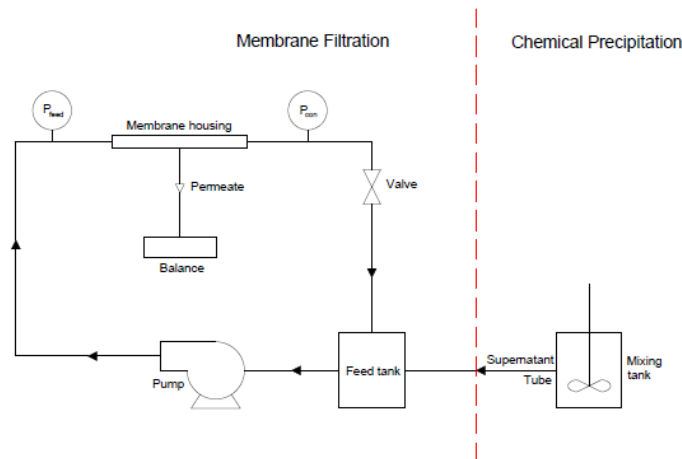 Membrane Filtration
Chemical Precipitation
Pfeed
Membrane housing
Pcon
Permeate
Valve
Balance
Pump
Feed tank
Supernatant
Tube
Mixing
tank